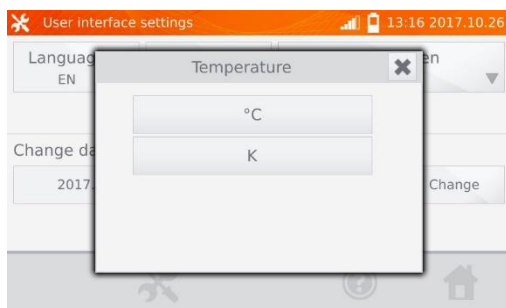 User interface settings 13:16 2017.10.26
Languag
EN
en
Temperature
°C
K
Change da
2017.
Change
?